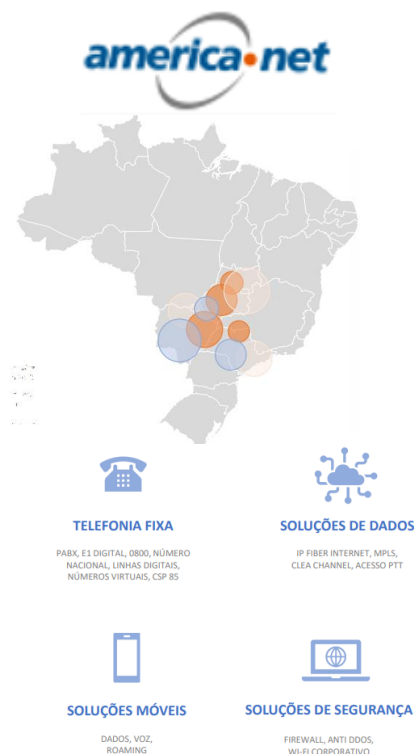 america.net
TELEFONIA FIXA
PABX, E1 DIGITAL, 0800, NÚMERO
NACIONAL, LINHAS DIGITAIS,
NÚMEROS VIRTUAIS, CSP 85
SOLUÇÕES DE DADOS
IP FIBER INTERNET, MPLS,
CLEA CHANNEL, ACESSO PTT
SOLUÇÕES MÓVEIS
DADOS, VOZ,
ROAMING
SOLUÇÕES DE SEGURANÇA
FIREWALL, ANTI DDOS,
WI-FI CORPORATIVO